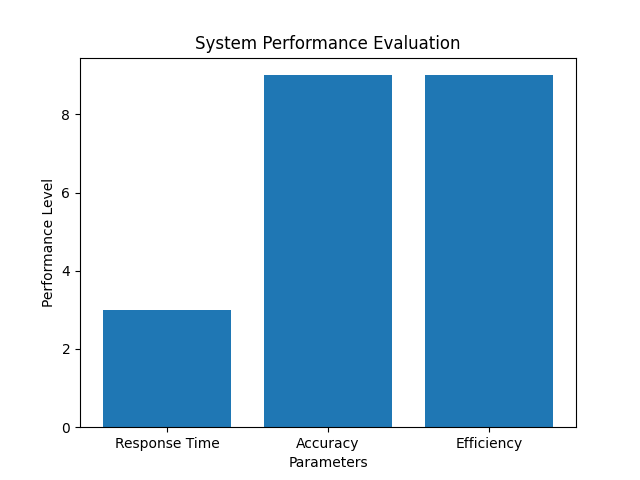 System Performance Evaluation
Performance Level
8
6
4
2
0
Response Time
Accuracy
Efficiency
Parameters